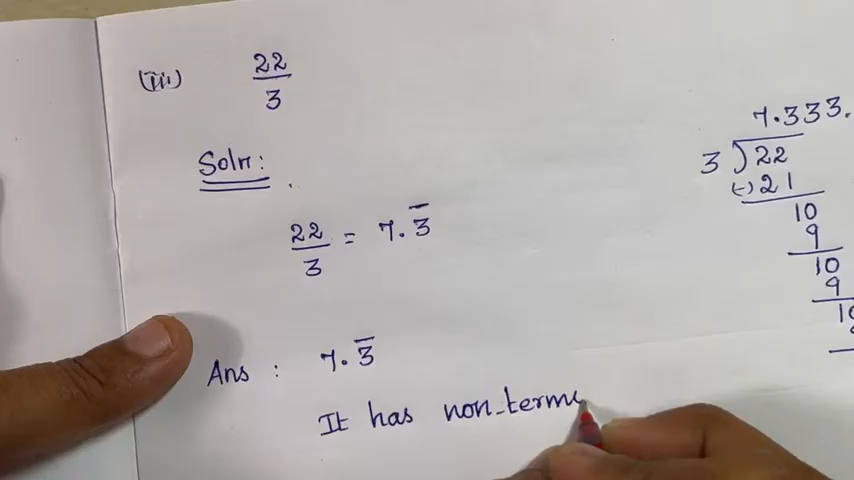 (iii) 22/3
Soln:
22/3 = 7.3̅
Ans : 7.3̅
It has non-termi
7.333.
3 ) 22
(-) 21
10
9
10
9
10